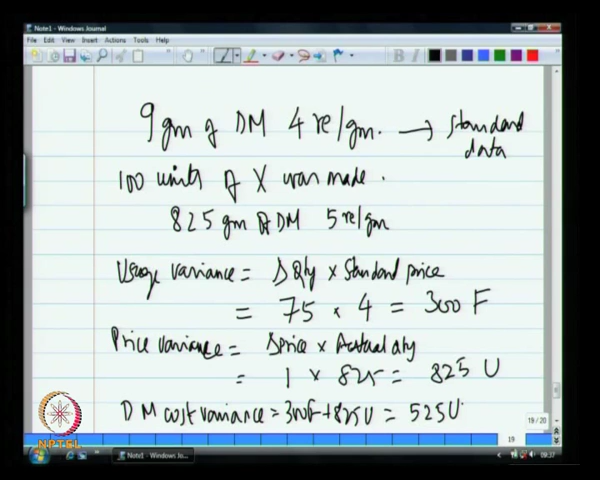 Note1 - Windows Journal
File Edit View Insert Actions Tools Help
9 gm of DM 4 re/gm. → Standard data
100 units of X was made.
825 gm of DM 5 re/gm
Usage variance = Δ Qty × Standard price
= 75 × 4 = 300 F
Price variance = Δ price × Actual qty
= 1 × 825 = 825 U
DM cost variance = 300F + 825U = 525U
19 / 20
19
NPTEL
Note1 - Windows Jo...
09:37